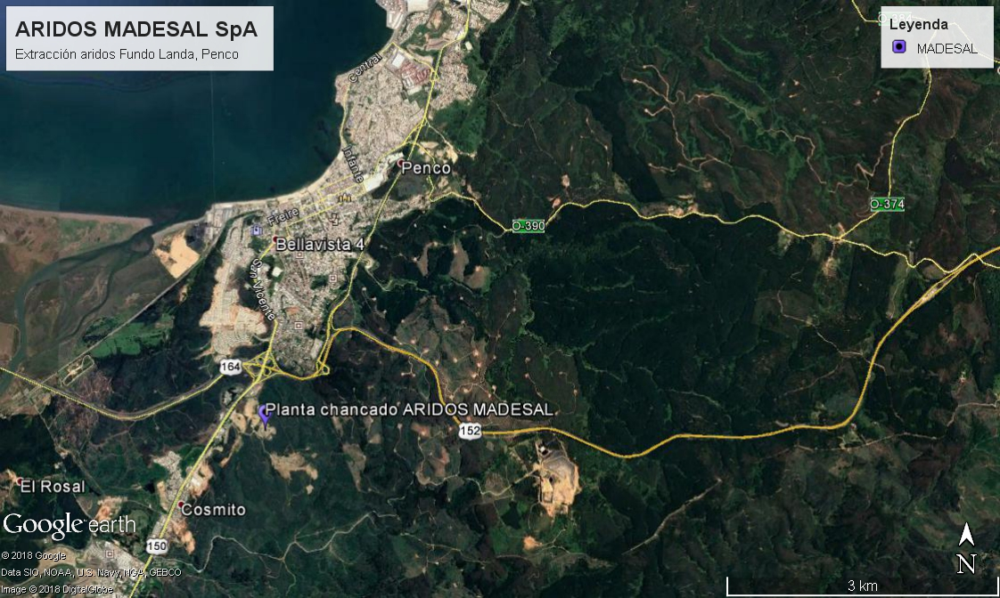 ARIDOS MADESAL SpA
Extracción aridos Fundo Landa, Penco
Leyenda
MADESAL
Central
Infante
Penco
Freire
O-390
O-374
Bellavista 4
San Vicente
164
Planta chancado ARIDOS MADESAL
152
El Rosal
Cosmito
150
Google earth
© 2018 Google
Data SIO, NOAA, U.S. Navy, NGA, GEBCO
Image © 2018 DigitalGlobe
N
3 km